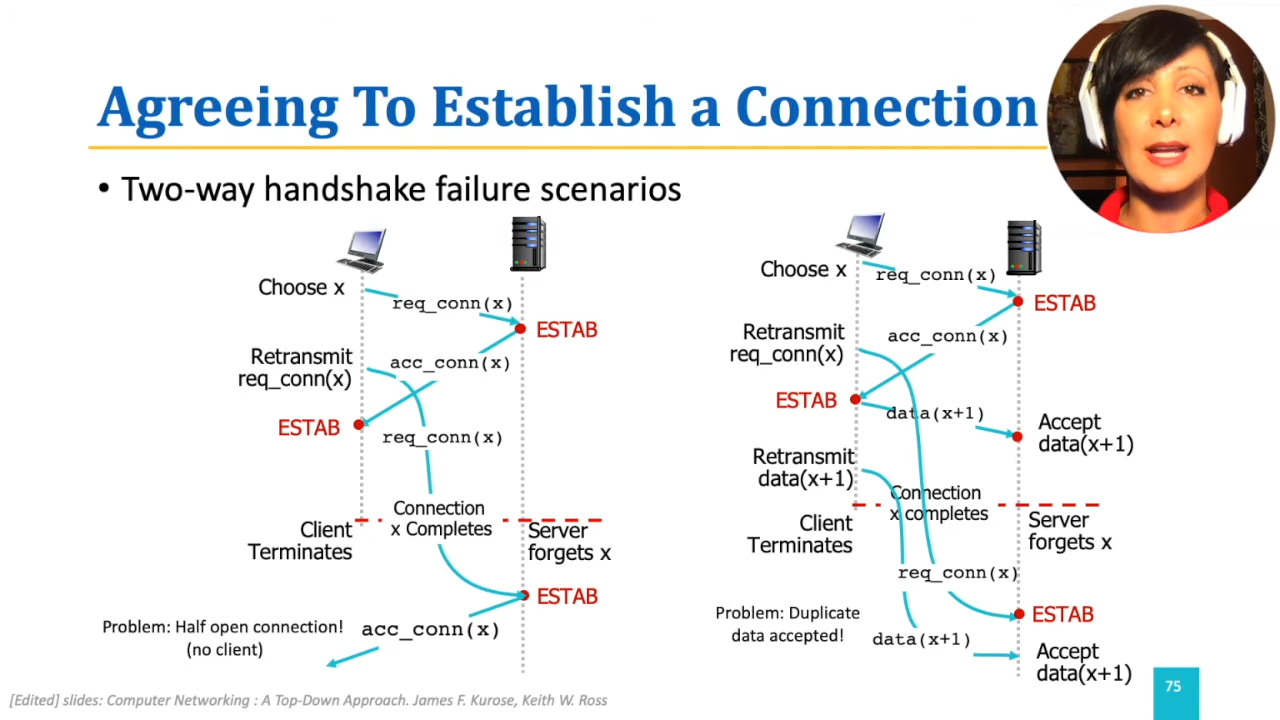 Agreeing To Establish a Connection
• Two-way handshake failure scenarios
Choose x
req_conn(x)
ESTAB
Retransmit
req_conn(x)
acc_conn(x)
ESTAB
req_conn(x)
Connection
x Completes
Client
Terminates
Server
forgets x
ESTAB
Problem: Half open connection!
(no client)
acc_conn(x)
Choose x
req_conn(x)
ESTAB
Retransmit
req_conn(x)
acc_conn(x)
ESTAB
data(x+1)
Accept
data(x+1)
Retransmit
data(x+1)
Connection
x completes
Client
Terminates
Server
forgets x
req_conn(x)
ESTAB
Problem: Duplicate
data accepted!
data(x+1)
Accept
data(x+1)
[Edited] slides: Computer Networking : A Top-Down Approach. James F. Kurose, Keith W. Ross
75